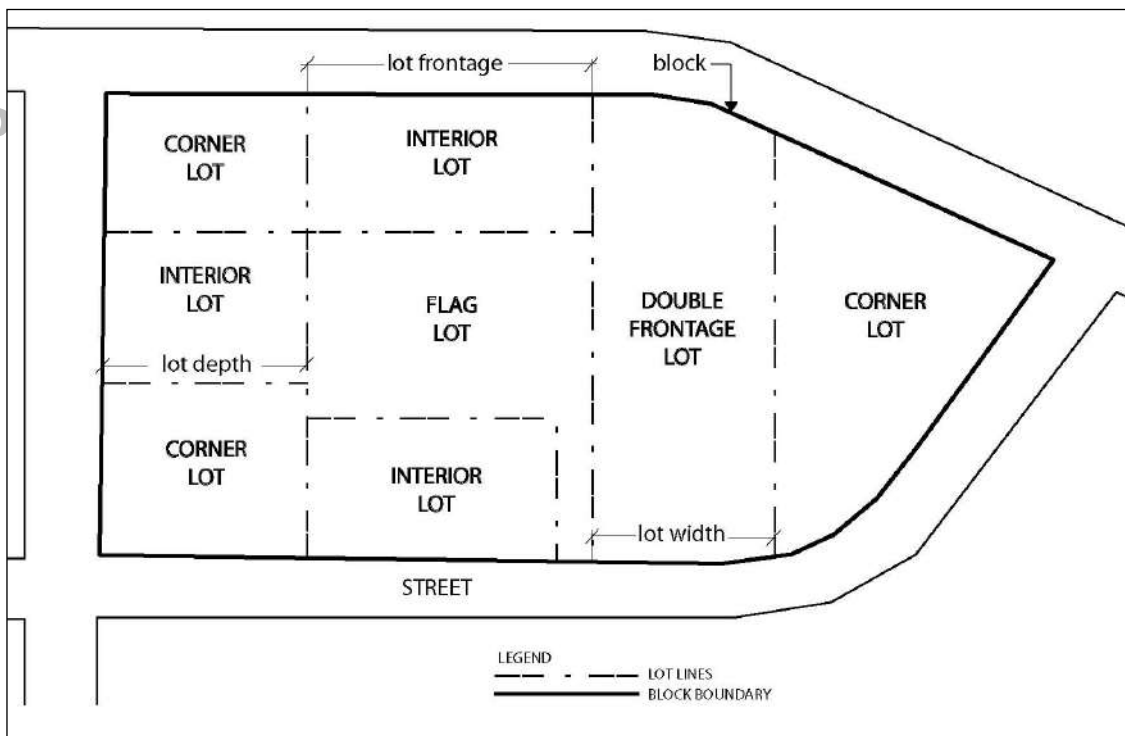 lot frontage
block
CORNER
LOT
INTERIOR
LOT
INTERIOR
LOT
FLAG
LOT
DOUBLE
FRONTAGE
LOT
CORNER
LOT
lot depth
CORNER
LOT
INTERIOR
LOT
lot width
STREET
LEGEND
LOT LINES
BLOCK BOUNDARY